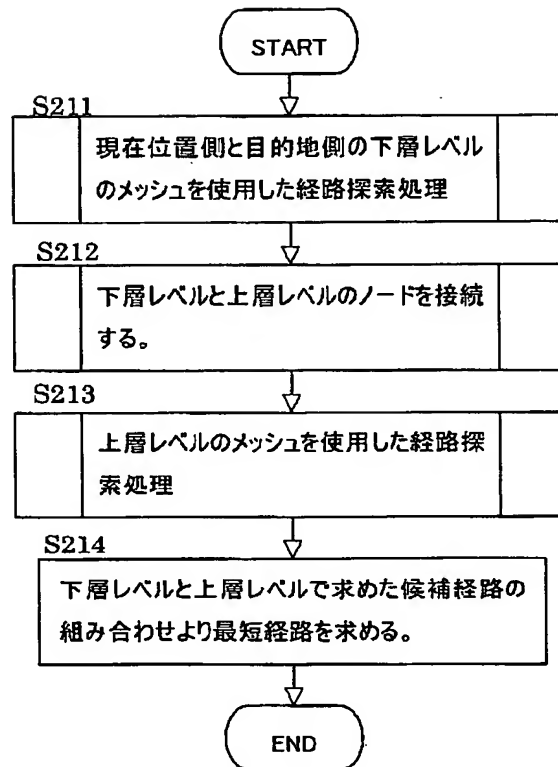 START
S211
現在位置側と目的地側の下層レベル
のメッシュを使用した経路探索処理
S212
下層レベルと上層レベルのノードを接続
する。
S213
上層レベルのメッシュを使用した経路探
索処理
S214
下層レベルと上層レベルで求めた候補経路の
組み合わせより最短経路を求める。
END